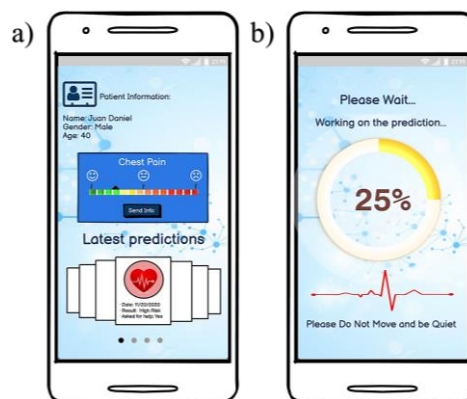 a)
Patient Information:
Name: Juan Daniel
Gender: Male
Age: 40
Chest Pain
Send Info
Latest predictions
Date: 11/20/2020
Result: High Risk
Asked for help: Yes
b)
Please Wait...
Working on the prediction...
25%
Please Do Not Move and be Quiet